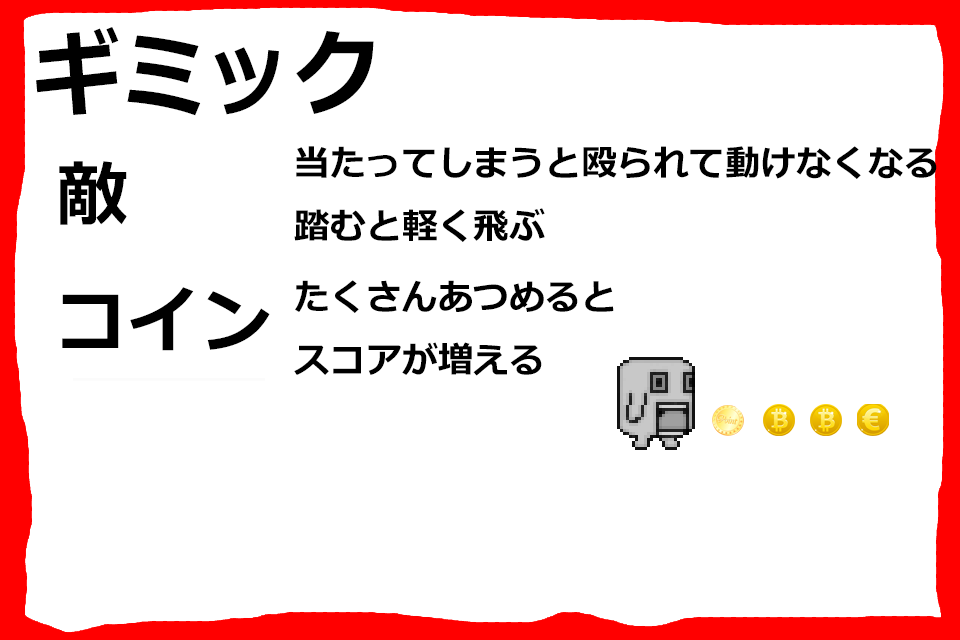 ギミック
敵
当たってしまうと殴られて動けなくなる
踏むと軽く飛ぶ
コイン
たくさんあつめると
スコアが増える